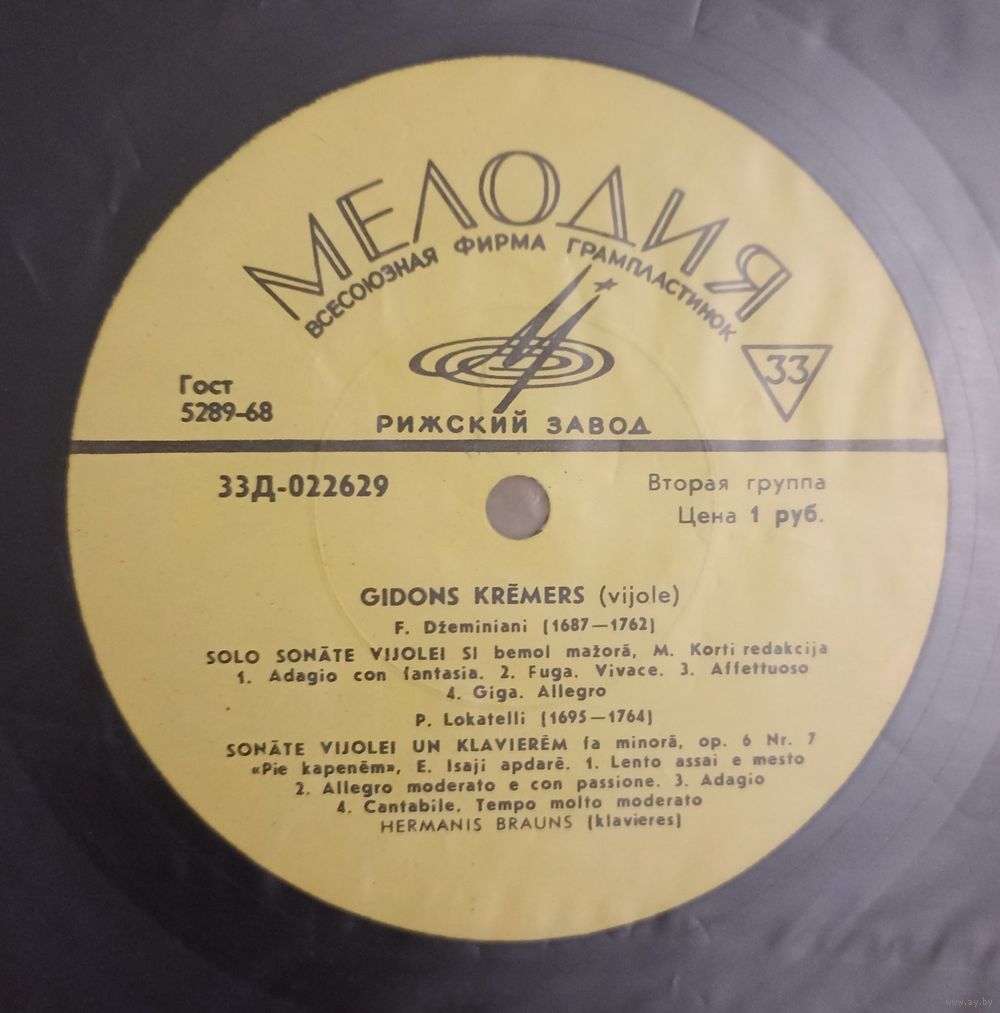 МЕЛОДИЯ
ВСЕСОЮЗНАЯ ФИРМА ГРАМПЛАСТИНОК
33
Гост
5289-68
РИЖСКИЙ ЗАВОД
33Д-022629
Вторая группа
Цена 1 руб.
GIDONS KRĒMERS (vijole)
F. Džeminiani (1687—1762)
SOLO SONĀTE VIJOLEI SI bemol mažorā, M. Korti redakcija
1. Adagio con fantasia. 2. Fuga. Vivace. 3. Affettuoso
4. Giga. Allegro
P. Lokatelli (1695—1764)
SONĀTE VIJOLEI UN KLAVIERĒM fa minorā, op. 6 Nr. 7
«Pie kapenēm», E. Isaji apdarē. 1. Lento assai e mesto
2. Allegro moderato e con passione. 3. Adagio
4. Cantabile. Tempo molto moderato
HERMANIS BRAUNS (klavieres)
www.ay.by